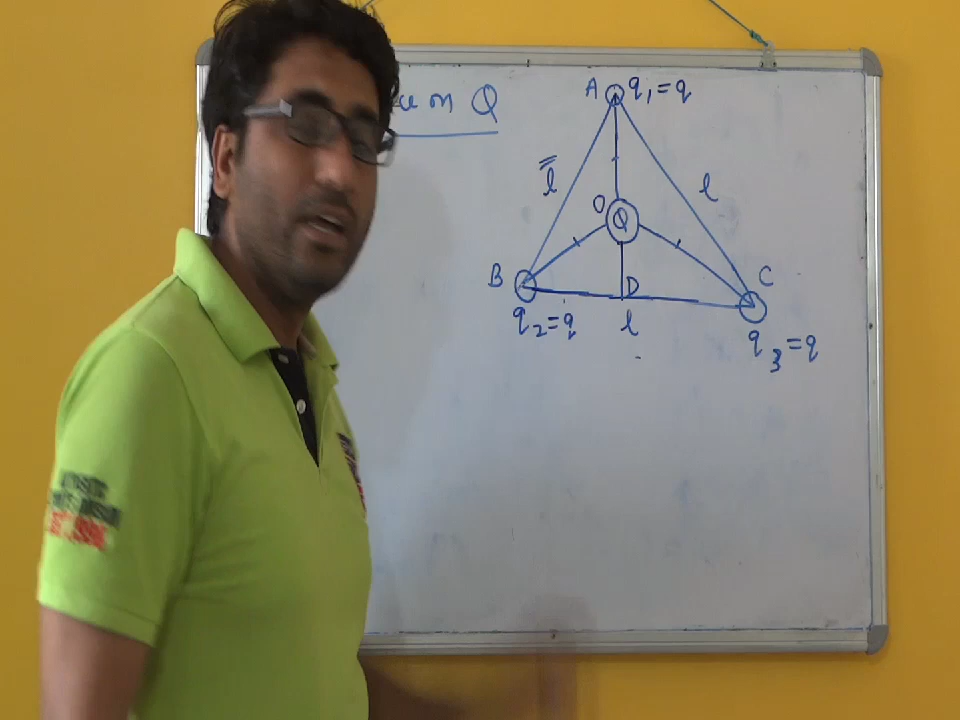 on Q
A q₁ = q
l l
O Q
B C
D
q₂ = q l
q₃ = q